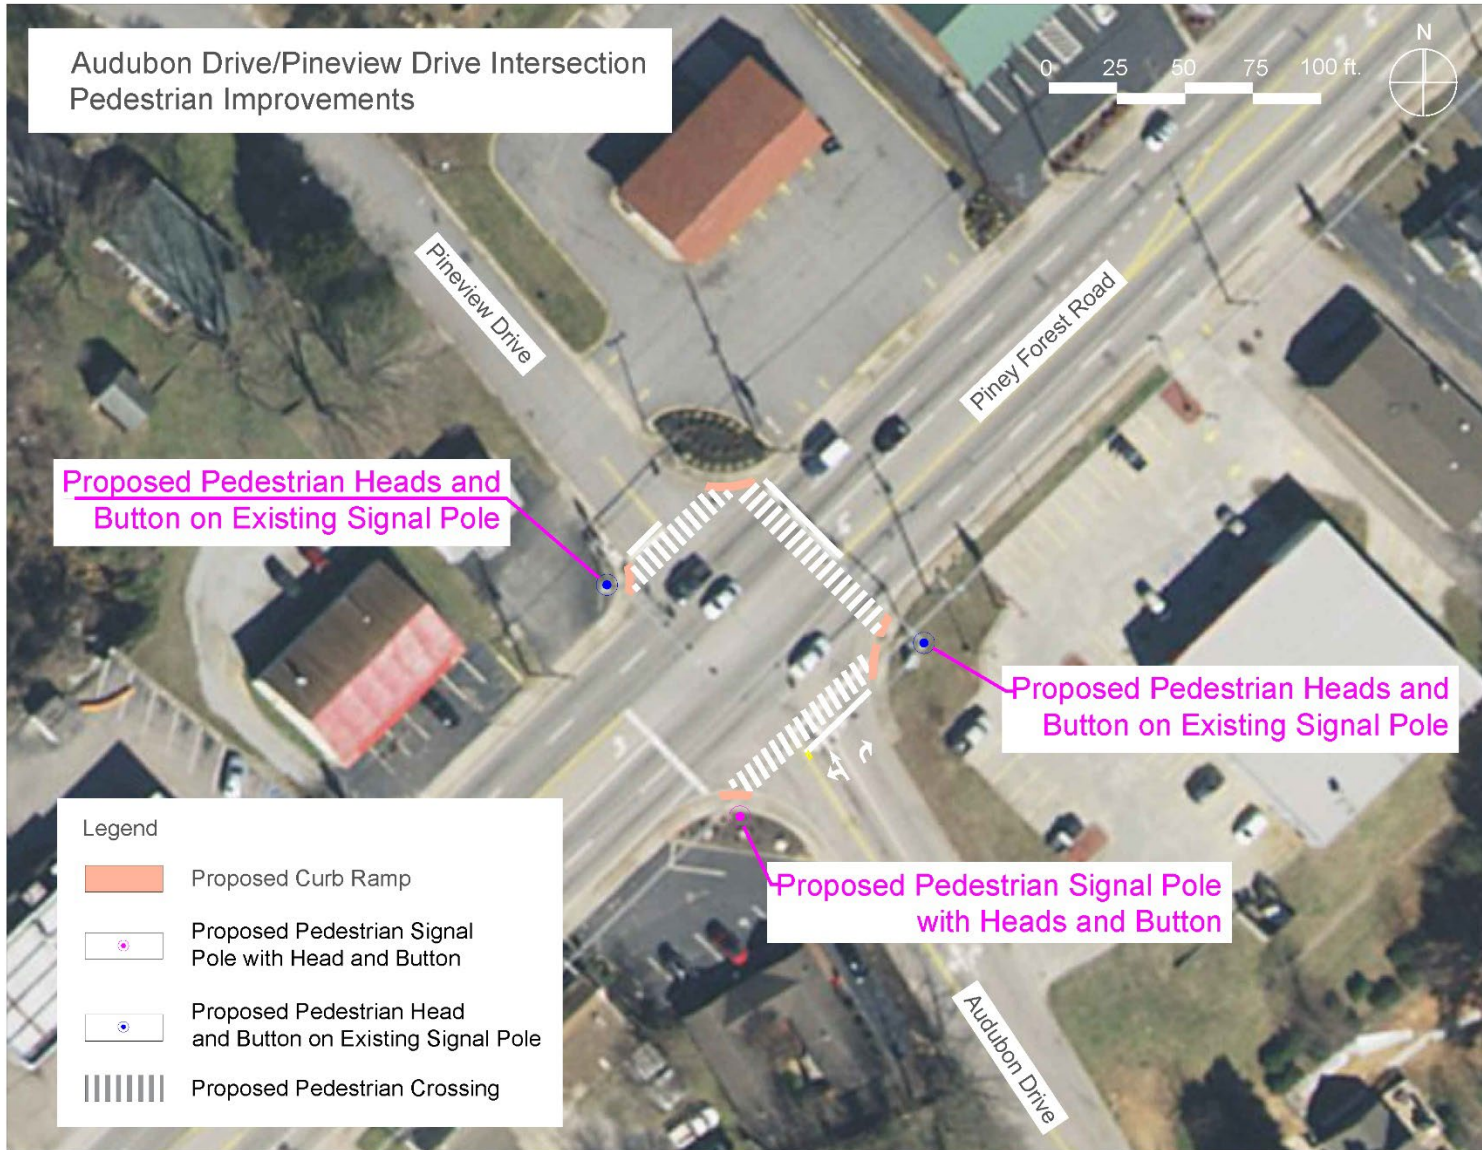 Audubon Drive/Pineview Drive Intersection
Pedestrian Improvements
N
0 25 50 75 100 ft.
Pineview Drive
Piney Forest Road
Proposed Pedestrian Heads and
Button on Existing Signal Pole
Proposed Pedestrian Heads and
Button on Existing Signal Pole
Proposed Pedestrian Signal Pole
with Heads and Button
Audubon Drive
Legend
Proposed Curb Ramp
Proposed Pedestrian Signal
Pole with Head and Button
Proposed Pedestrian Head
and Button on Existing Signal Pole
Proposed Pedestrian Crossing